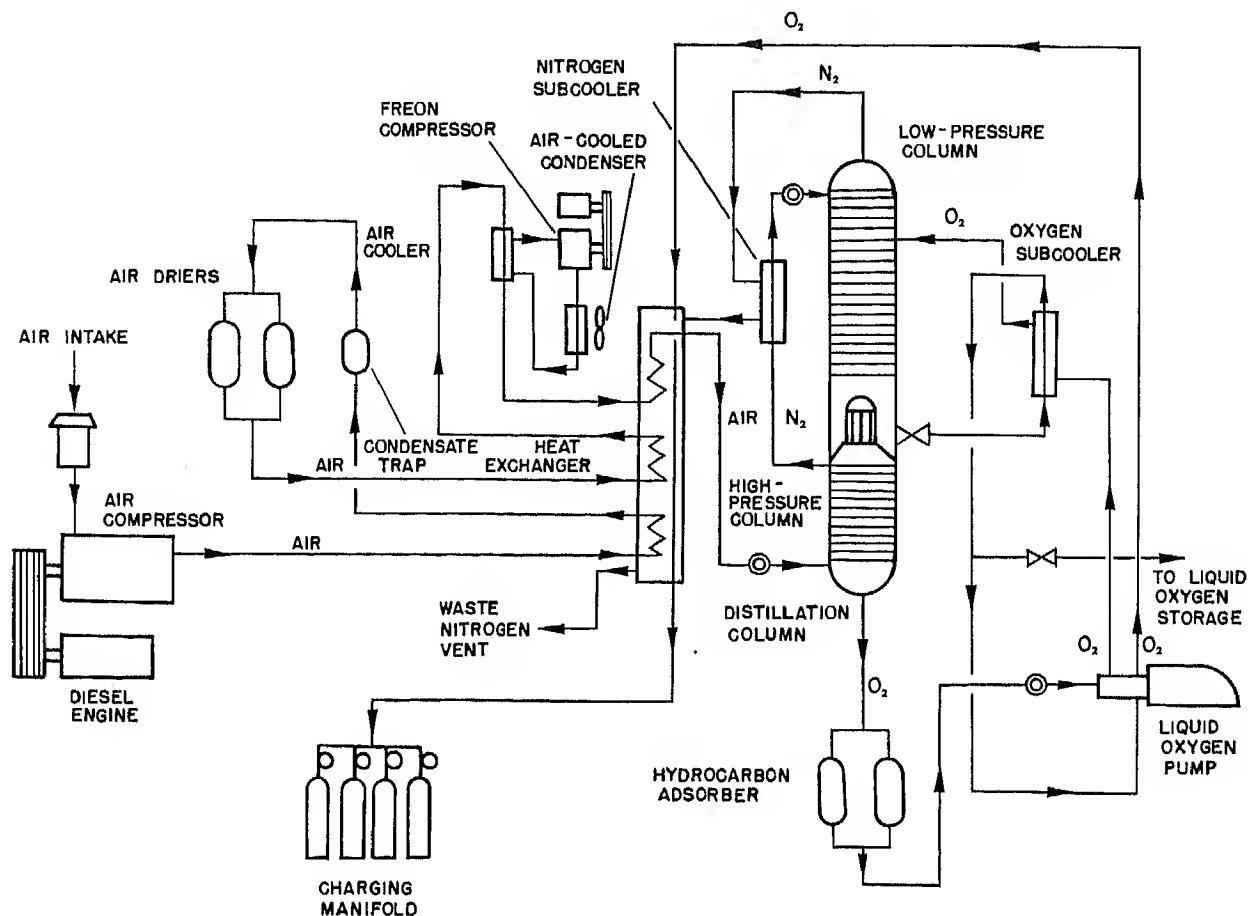 O₂
N₂
NITROGEN
SUBCOOLER
FREON
COMPRESSOR
AIR-COOLED
CONDENSER
LOW-PRESSURE
COLUMN
AIR
COOLER
O₂
OXYGEN
SUBCOOLER
AIR DRIERS
AIR INTAKE
CONDENSATE
TRAP
AIR
HEAT
EXCHANGER
AIR
N₂
HIGH-
PRESSURE
COLUMN
AIR
COMPRESSOR
AIR
WASTE
NITROGEN
VENT
DISTILLATION
COLUMN
TO LIQUID
OXYGEN
STORAGE
O₂
O₂
DIESEL
ENGINE
O₂
LIQUID
OXYGEN
PUMP
HYDROCARBON
ADSORBER
CHARGING
MANIFOLD